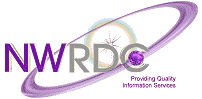 NWRDC
Providing Quality
Information Services